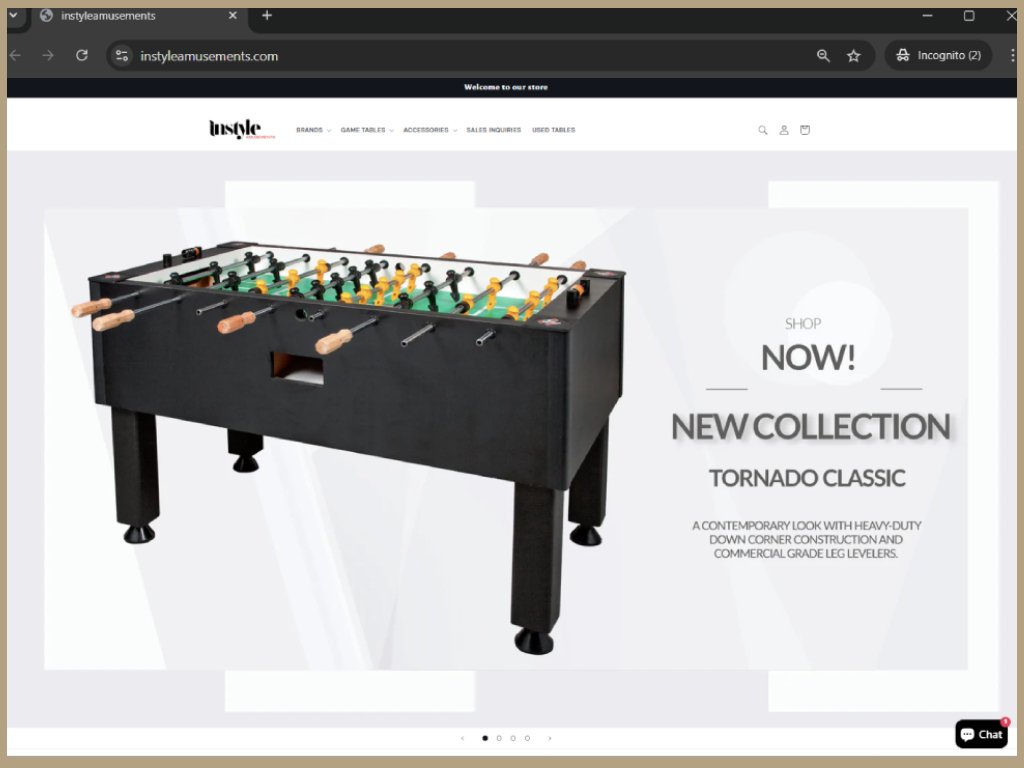 instyleamusements
instyleamusements.com
Incognito (2)
Welcome to our store
Instyle
BRANDS
GAME TABLES
ACCESSORIES
SALES INQUIRIES
USED TABLES
SHOP
NOW!
NEW COLLECTION
TORNADO CLASSIC
A CONTEMPORARY LOOK WITH HEAVY-DUTY
DOWN CORNER CONSTRUCTION AND
COMMERCIAL GRADE LEG LEVELERS.
1
Chat